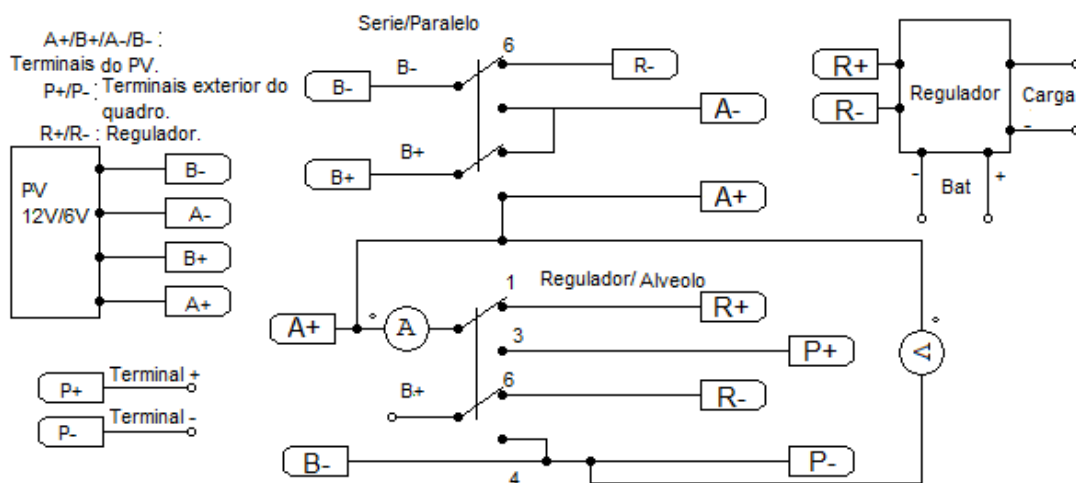 A+/B+/A-/B- :
Terminais do PV.
P+/P- : Terminais exterior do
quadro.
R+/R- : Regulador.
PV
12V/6V
B-
A-
B+
A+
P+
Terminal +
P-
Terminal -
Serie/Paralelo
B-
B-
6
R-
A-
B+
B+
A+
Regulador/ Alveolo
A+
A
1
R+
3
P+
B+
6
R-
B-
4
P-
V
R+
R-
Regulador
Carga
-
-
Bat
+